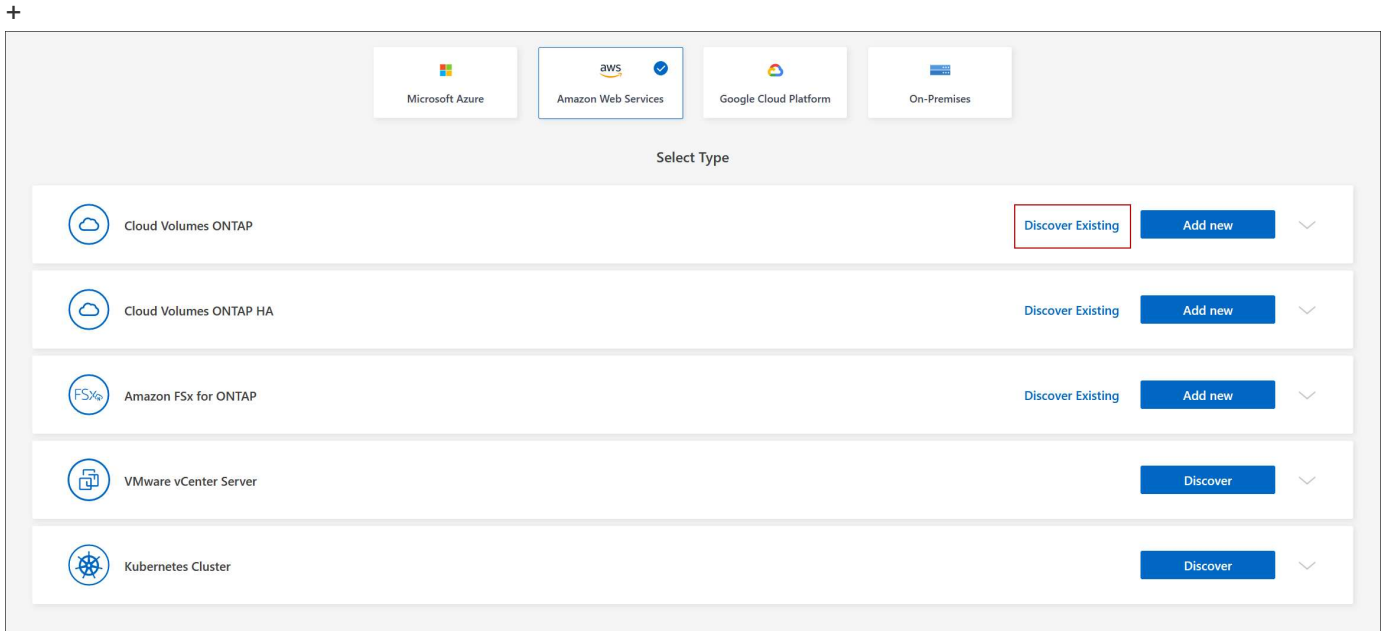 +
aws
Microsoft Azure Amazon Web Services Google Cloud Platform On-Premises
Select Type
Cloud Volumes ONTAP Discover Existing Add new
Cloud Volumes ONTAP HA Discover Existing Add new
FSx Amazon FSx for ONTAP Discover Existing Add new
VMware vCenter Server Discover
Kubernetes Cluster Discover